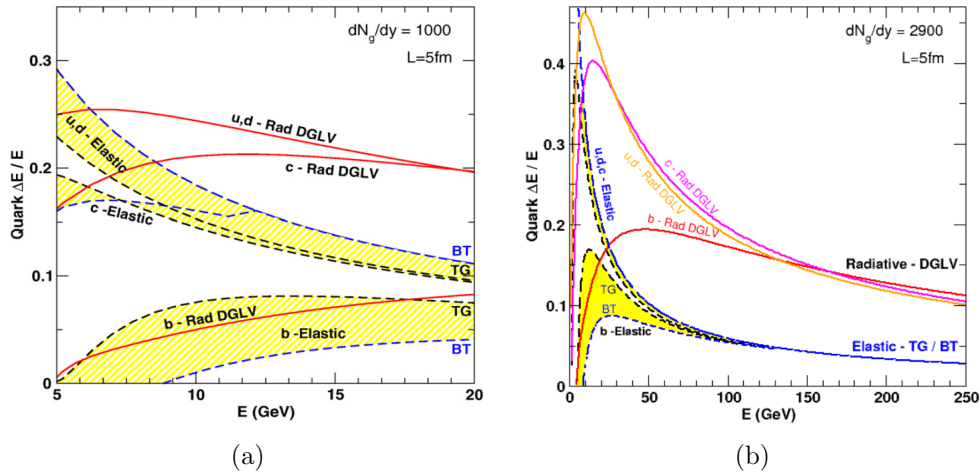 dN_g/dy = 1000
L=5fm
0.3
0.2
0.1
0
Quark ΔE / E
u,d - Rad DGLV
u,d - Elastic
c - Rad DGLV
c -Elastic
BT
TG
b - Rad DGLV
TG
b -Elastic
BT
5
10
15
20
E (GeV)
(a)
dN_g/dy = 2900
L=5fm
0.4
0.3
0.2
0.1
0
Quark ΔE / E
u,d,c - Elastic
c - Rad DGLV
u,d - Rad DGLV
b - Rad DGLV
Radiative - DGLV
TG
BT
b -Elastic
Elastic - TG / BT
0
50
100
150
200
250
E (GeV)
(b)